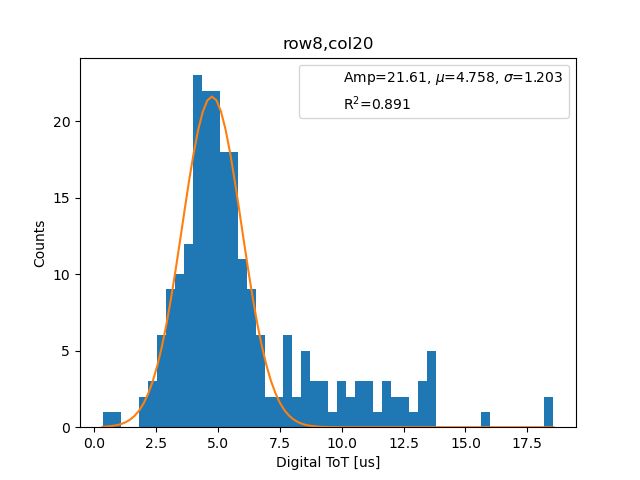 row8,col20
Amp=21.61, μ=4.758, σ=1.203
R²=0.891
Counts
20
15
10
5
0
0.0 2.5 5.0 7.5 10.0 12.5 15.0 17.5
Digital ToT [us]